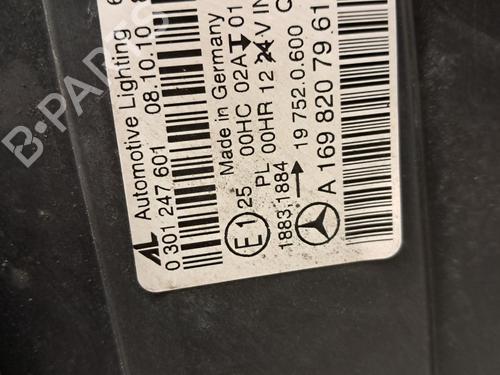 AL Automotive Lighting
0 301 247 601 08.10.10
Made in Germany
E1 25 00HC 02A 01
PL 00HR 12 24 V IN
1883,1884 → 19 752.0.600
A 169 820 79 61
B-PARTS